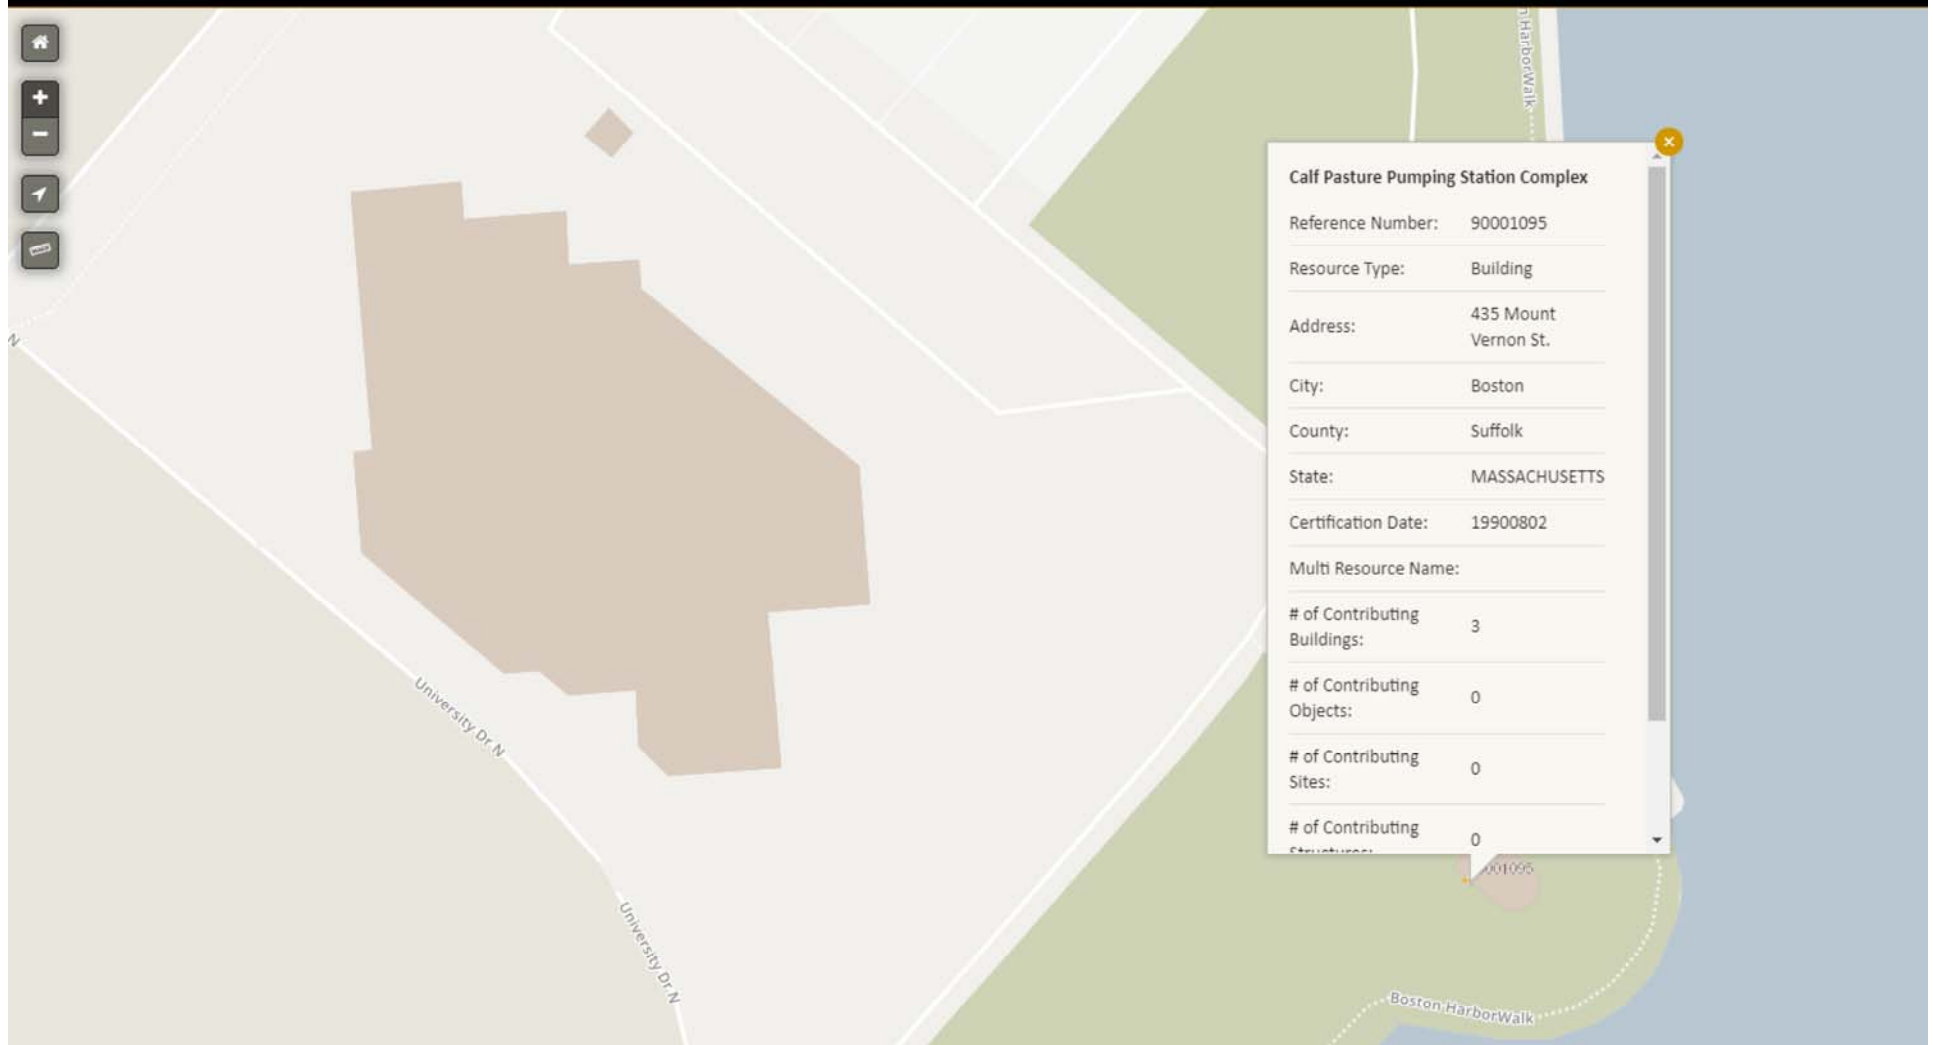 n HarborWalk
Calf Pasture Pumping Station Complex
Reference Number: 90001095
Resource Type: Building
Address: 435 Mount
Vernon St.
City: Boston
County: Suffolk
State: MASSACHUSETTS
Certification Date: 19900802
Multi Resource Name:
# of Contributing
Buildings: 3
# of Contributing
Objects: 0
# of Contributing
Sites: 0
# of Contributing
Structures: 0
001095
N
University Dr N
University Dr N
Boston HarborWalk